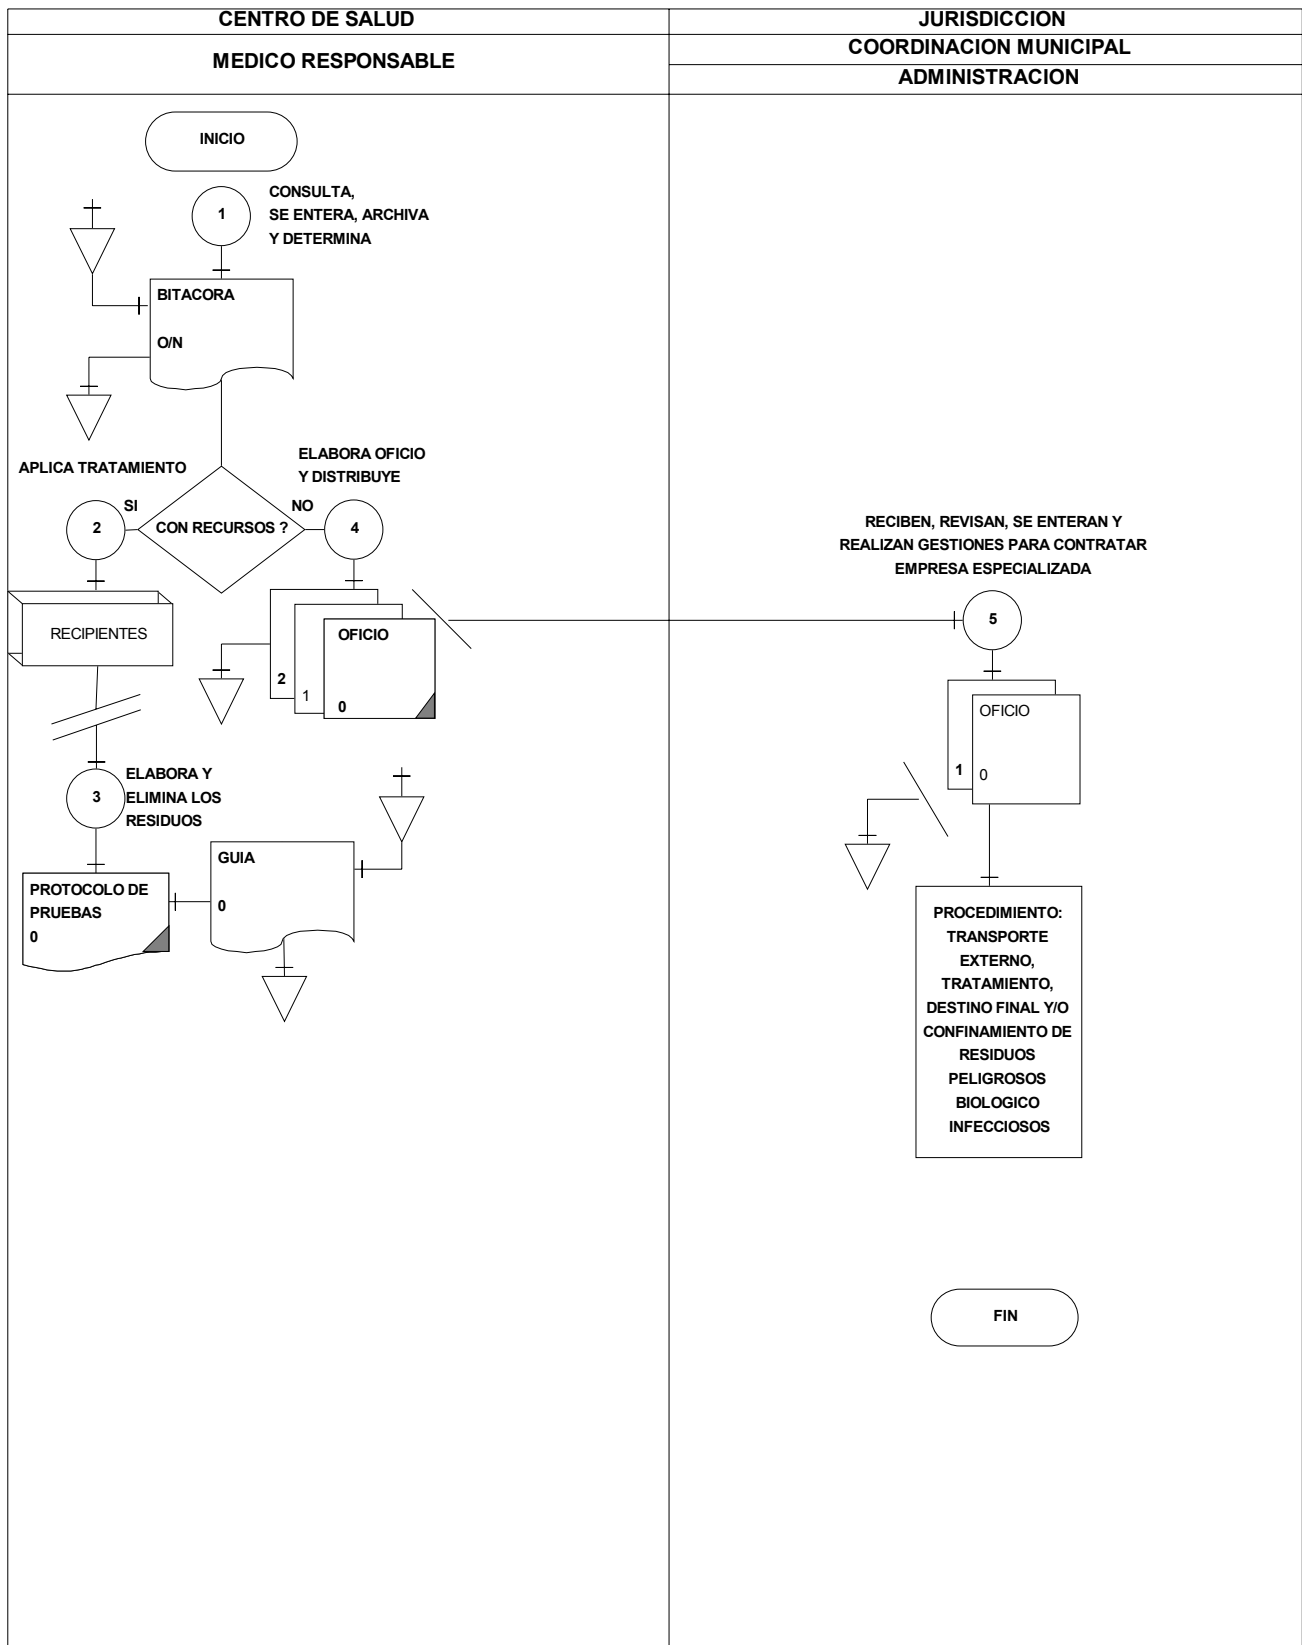 CENTRO DE SALUD
MEDICO RESPONSABLE
JURISDICCION
COORDINACION MUNICIPAL
ADMINISTRACION
INICIO
1
CONSULTA,
SE ENTERA, ARCHIVA
Y DETERMINA
BITACORA
O/N
APLICA TRATAMIENTO
ELABORA OFICIO
Y DISTRIBUYE
2
SI
CON RECURSOS ?
NO
4
RECIPIENTES
OFICIO
2
1
0
3
ELABORA Y
ELIMINA LOS
RESIDUOS
GUIA
0
PROTOCOLO DE
PRUEBAS
0
RECIBEN, REVISAN, SE ENTERAN Y
REALIZAN GESTIONES PARA CONTRATAR
EMPRESA ESPECIALIZADA
5
OFICIO
1
0
PROCEDIMIENTO:
TRANSPORTE
EXTERNO,
TRATAMIENTO,
DESTINO FINAL Y/O
CONFINAMIENTO DE
RESIDUOS
PELIGROSOS
BIOLOGICO
INFECCIOSOS
FIN